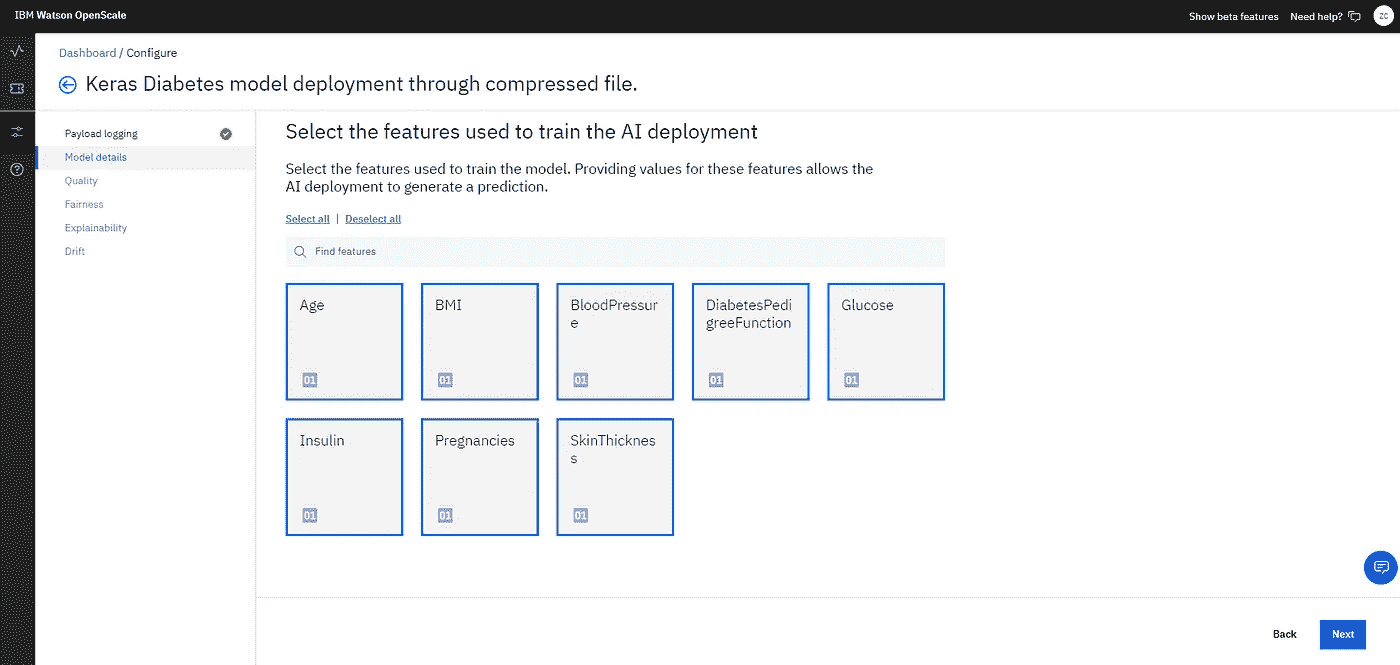 IBM Watson OpenScale
Show beta features Need help? ZC
Dashboard / Configure
Keras Diabetes model deployment through compressed file.
Payload logging
Model details
Quality
Fairness
Explainability
Drift
Select the features used to train the AI deployment
Select the features used to train the model. Providing values for these features allows the
AI deployment to generate a prediction.
Select all | Deselect all
Find features
Age
01
BMI
01
BloodPressur
e
01
DiabetesPedi
greeFunction
01
Glucose
01
Insulin
01
Pregnancies
01
SkinThicknes
s
01
Back Next